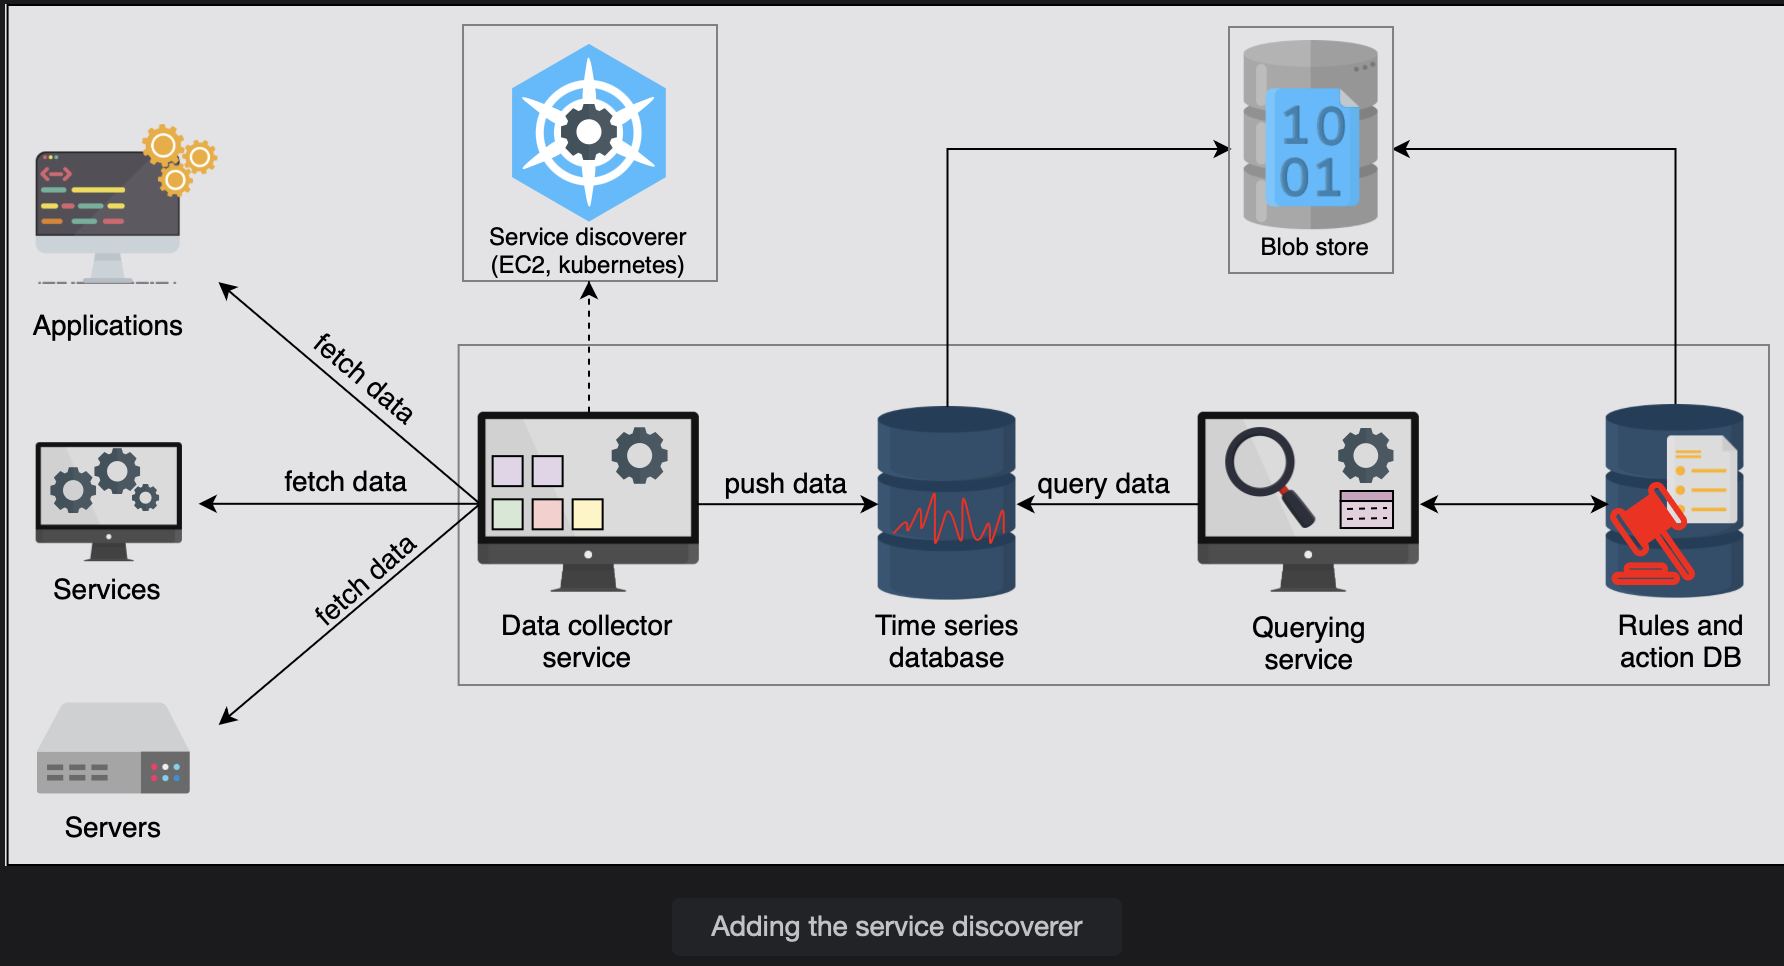 Service discoverer
(EC2, kubernetes)
10
01
Blob store
Applications
fetch data
fetch data
fetch data
Services
Servers
push data
query data
Data collector
service
Time series
database
Querying
service
Rules and
action DB
Adding the service discoverer